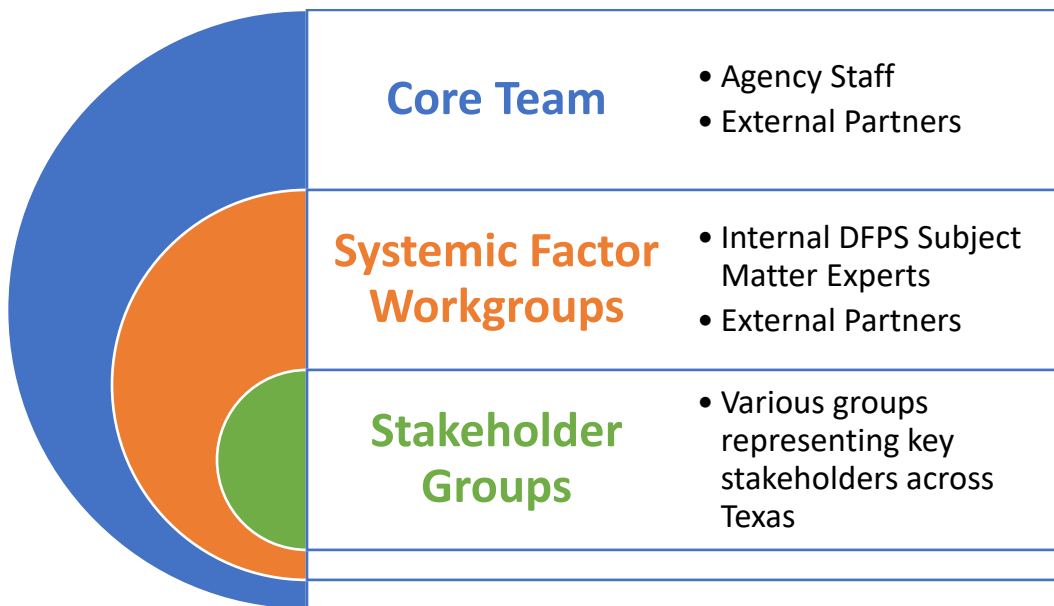 Core Team
• Agency Staff
• External Partners
Systemic Factor
Workgroups
• Internal DFPS Subject
Matter Experts
• External Partners
Stakeholder
Groups
• Various groups
representing key
stakeholders across
Texas